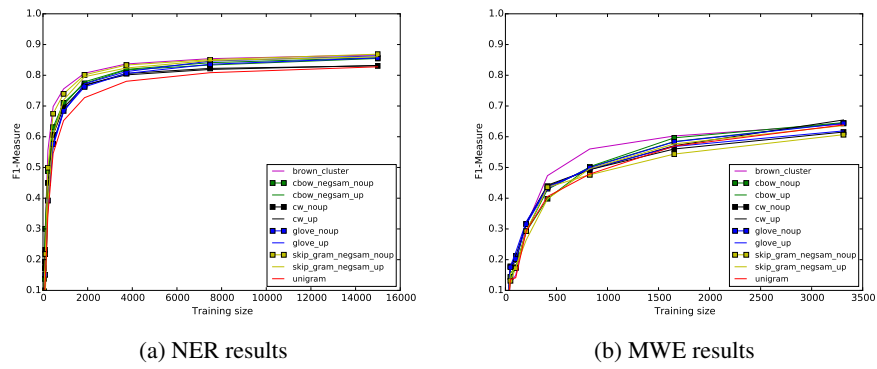 1.0
0.9
0.8
0.7
0.6
0.5
0.4
0.3
0.2
0.1
F1-Measure
0 2000 4000 6000 8000 10000 12000 14000 16000
Training size
brown_cluster
cbow_negsam_noup
cbow_negsam_up
cw_noup
cw_up
glove_noup
glove_up
skip_gram_negsam_noup
skip_gram_negsam_up
unigram
(a) NER results
1.0
0.9
0.8
0.7
0.6
0.5
0.4
0.3
0.2
0.1
F1-Measure
0 500 1000 1500 2000 2500 3000 3500
Training size
brown_cluster
cbow_noup
cbow_up
cw_noup
cw_up
glove_noup
glove_up
skip_gram_negsam_noup
skip_gram_negsam_up
unigram
(b) MWE results